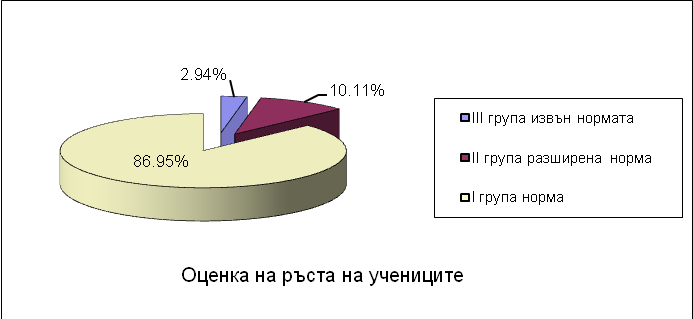 2.94%
10.11%
86.95%
III група извън нормата
II група разширена норма
I група норма
Оценка на ръста на учениците